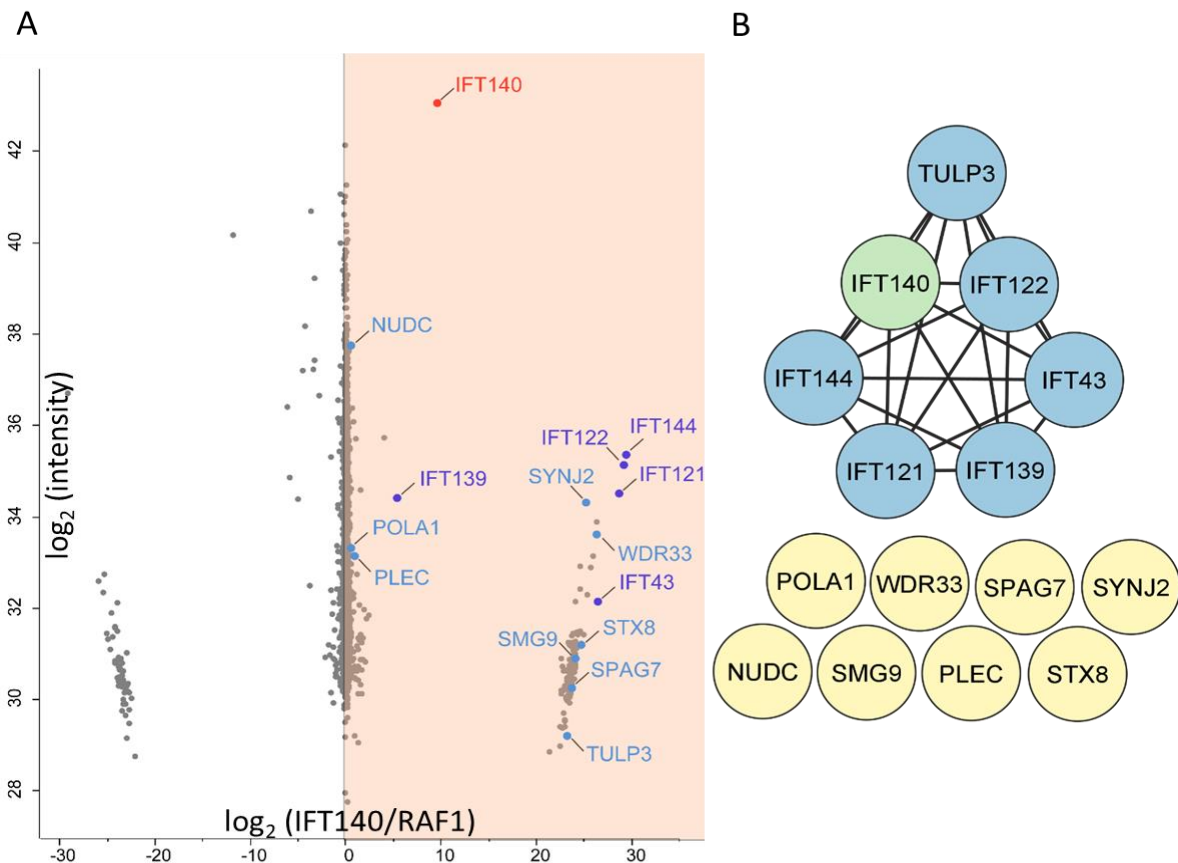 A
B
IFT140
NUDC
IFT144
IFT122
IFT121
SYNJ2
IFT139
POLA1
WDR33
PLEC
IFT43
STX8
SMG9
SPAG7
TULP3
log₂ (intensity)
42
40
38
36
34
32
30
28
log₂ (IFT140/RAF1)
-30 -20 -10 0 10 20 30
TULP3
IFT140 IFT122
IFT144 IFT43
IFT121 IFT139
POLA1 WDR33 SPAG7 SYNJ2
NUDC SMG9 PLEC STX8